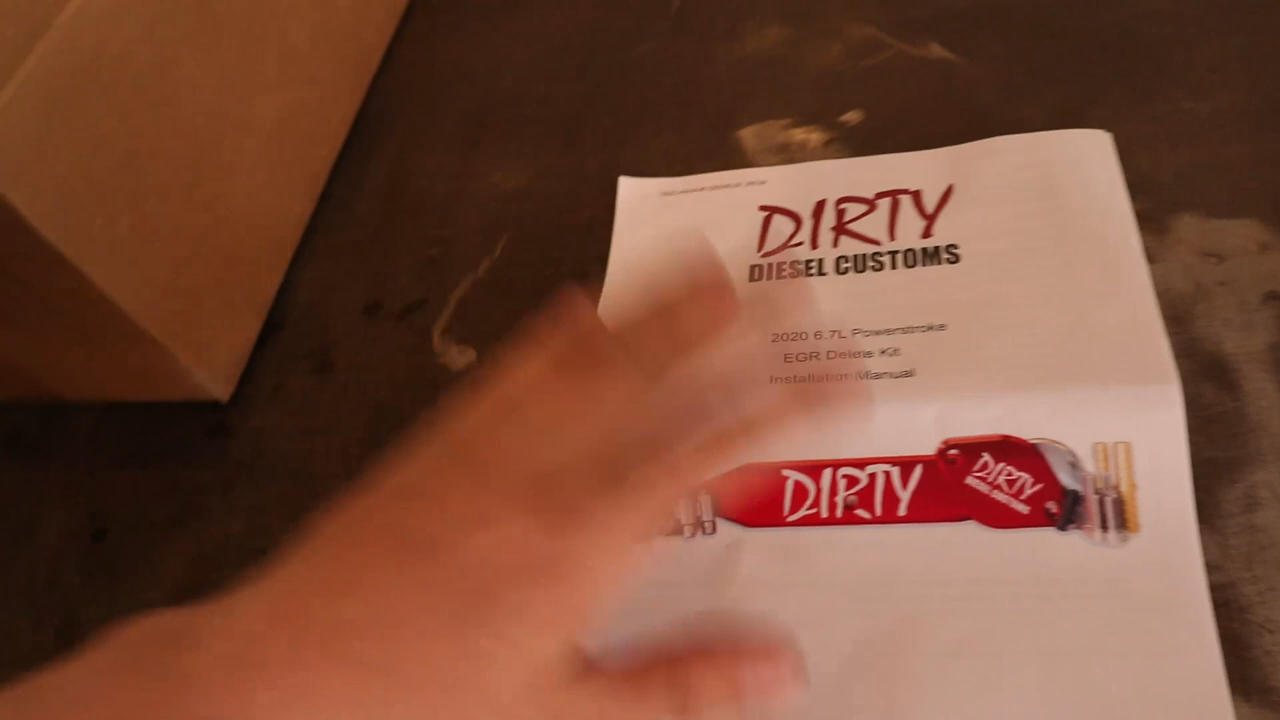 DIRTY
DIESEL CUSTOMS
2020 6.7L Powerstroke
EGR Delete Kit
Installation Manual
DIRTY
DIRTY